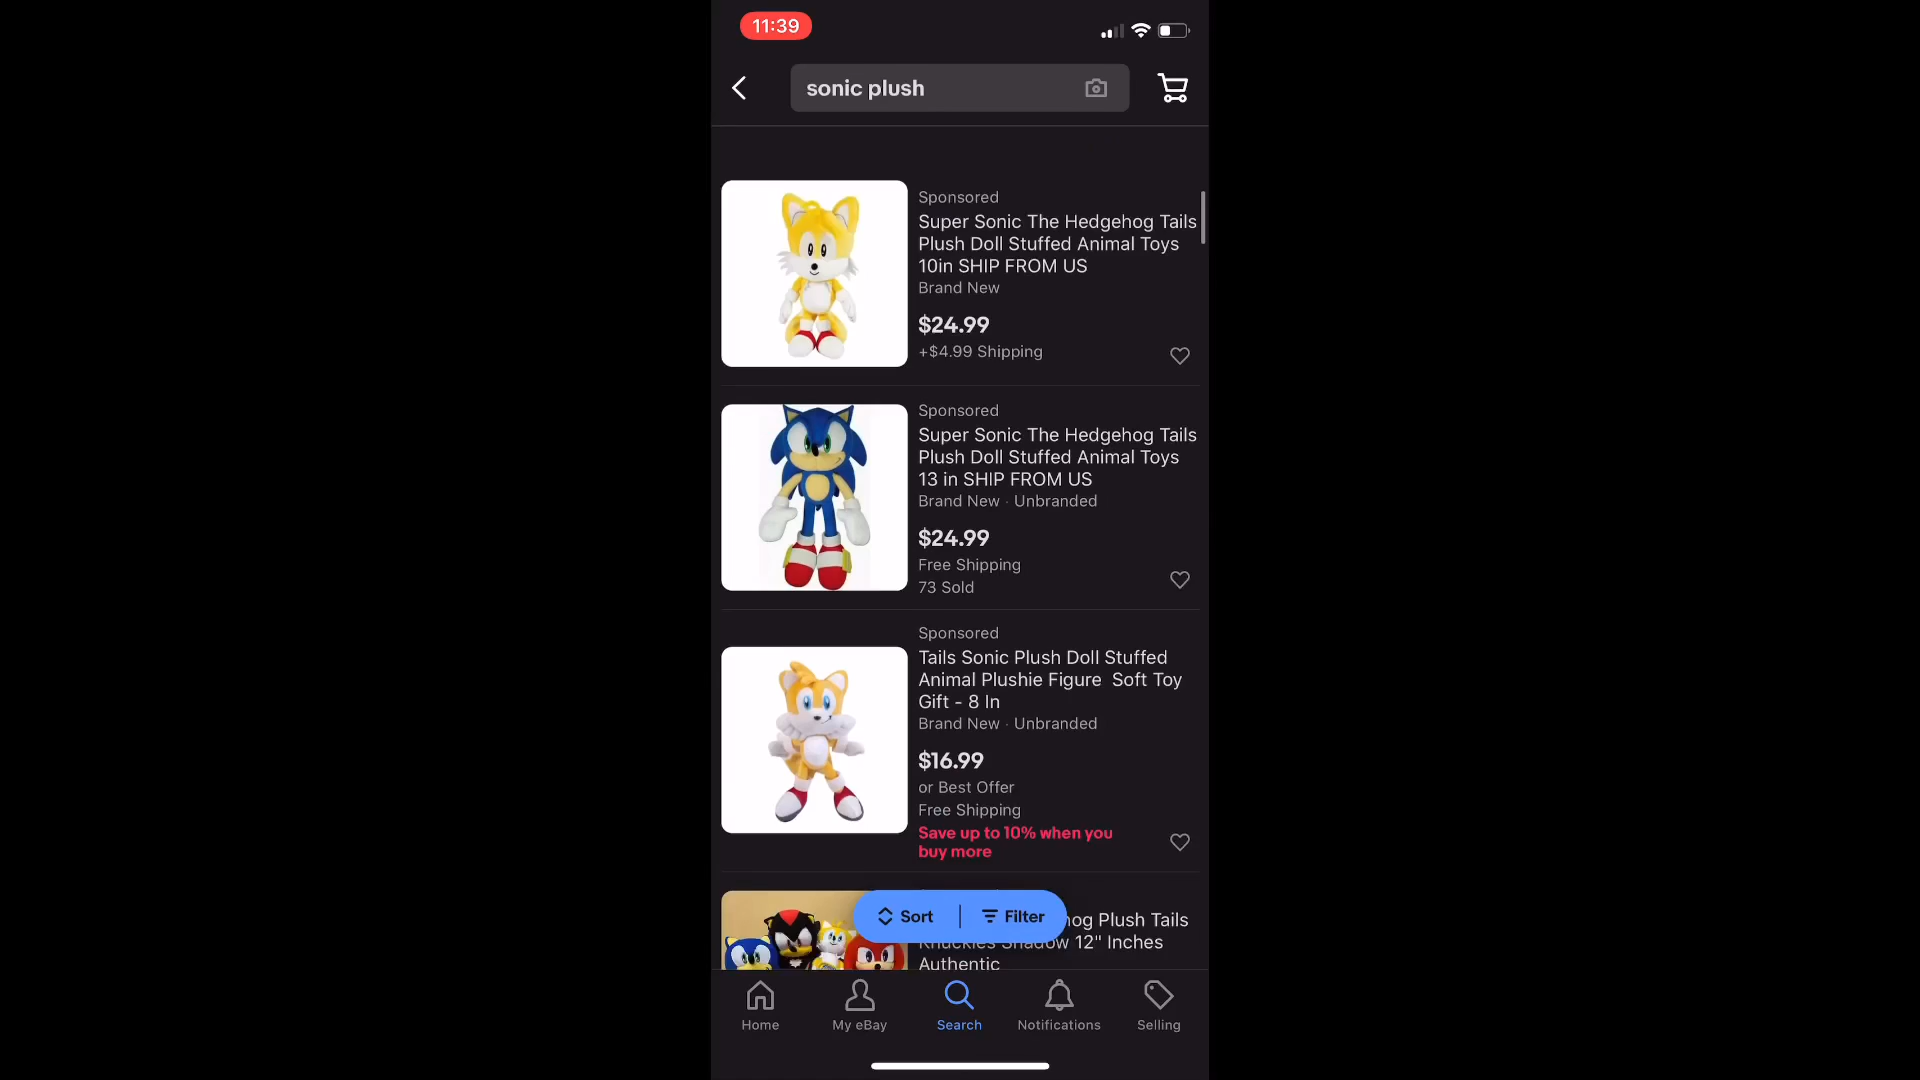 11:39
sonic plush
Sponsored
Super Sonic The Hedgehog Tails
Plush Doll Stuffed Animal Toys
10in SHIP FROM US
Brand New
$24.99
+$4.99 Shipping
Sponsored
Super Sonic The Hedgehog Tails
Plush Doll Stuffed Animal Toys
13 in SHIP FROM US
Brand New · Unbranded
$24.99
Free Shipping
73 Sold
Sponsored
Tails Sonic Plush Doll Stuffed
Animal Plushie Figure  Soft Toy
Gift - 8 In
Brand New · Unbranded
$16.99
or Best Offer
Free Shipping
Save up to 10% when you
buy more
Sort
Filter
Plush Tails
Knuckles Shadow 12" Inches
Authentic
Home
My eBay
Search
Notifications
Selling